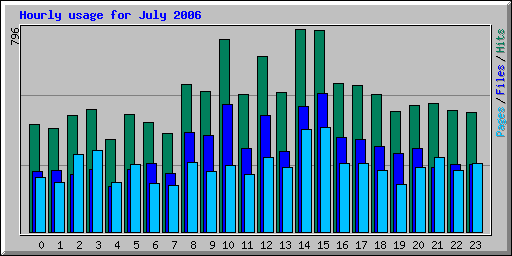 Hourly usage for July 2006
796
Pages / Files / Hits
0 1 2 3 4 5 6 7 8 9 10 11 12 13 14 15 16 17 18 19 20 21 22 23